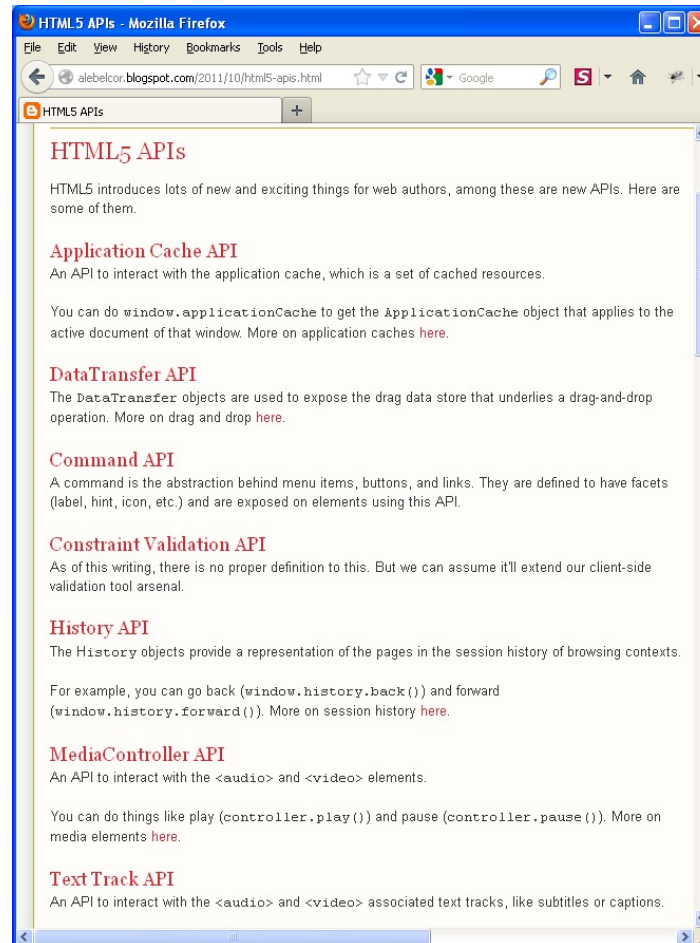 HTML5 APIs - Mozilla Firefox
File Edit View History Bookmarks Tools Help
alebelcor.blogspot.com/2011/10/html5-apis.html Google S
HTML5 APIs +
HTML5 APIs
HTML5 introduces lots of new and exciting things for web authors, among these are new APIs. Here are
some of them.
Application Cache API
An API to interact with the application cache, which is a set of cached resources.
You can do window.applicationCache to get the ApplicationCache object that applies to the
active document of that window. More on application caches here.
DataTransfer API
The DataTransfer objects are used to expose the drag data store that underlies a drag-and-drop
operation. More on drag and drop here.
Command API
A command is the abstraction behind menu items, buttons, and links. They are defined to have facets
(label, hint, icon, etc.) and are exposed on elements using this API.
Constraint Validation API
As of this writing, there is no proper definition to this. But we can assume it'll extend our client-side
validation tool arsenal.
History API
The History objects provide a representation of the pages in the session history of browsing contexts.
For example, you can go back (window.history.back()) and forward
(window.history.forward()). More on session history here.
MediaController API
An API to interact with the <audio> and <video> elements.
You can do things like play (controller.play()) and pause (controller.pause()). More on
media elements here.
Text Track API
An API to interact with the <audio> and <video> associated text tracks, like subtitles or captions.